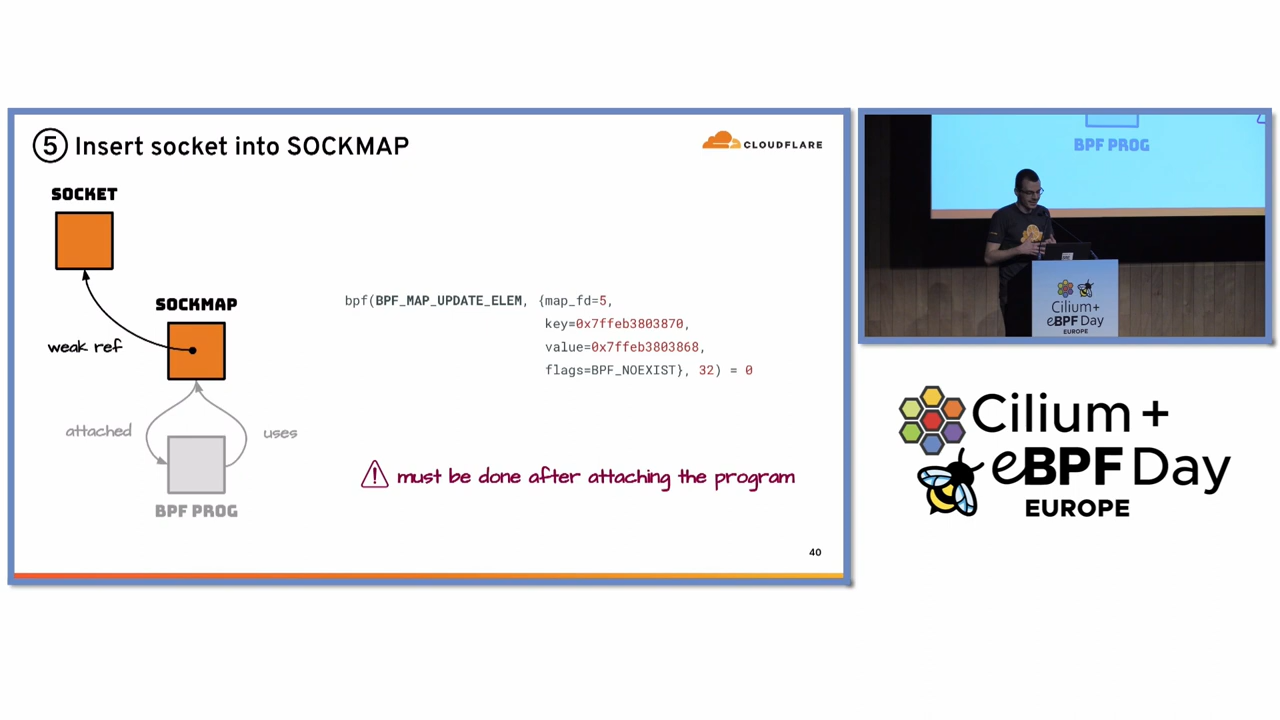 5 Insert socket into SOCKMAP
CLOUDFLARE
SOCKET
SOCKMAP
weak ref
attached
uses
BPF PROG
bpf(BPF_MAP_UPDATE_ELEM, {map_fd=5,
key=0x7ffeb3803870,
value=0x7ffeb3803868,
flags=BPF_NOEXIST}, 32) = 0
must be done after attaching the program
40
BPF PROG
Cilium+
eBPF Day
EUROPE
Cilium +
eBPF Day
EUROPE